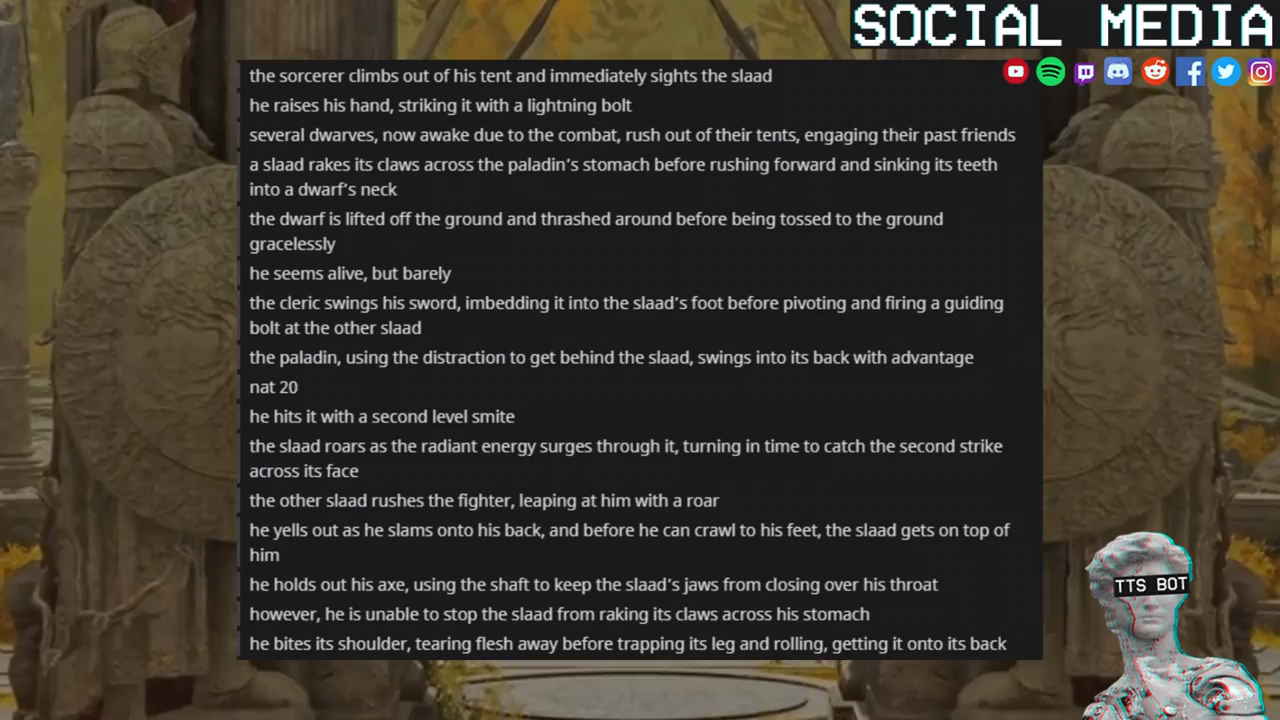 SOCIAL MEDIA
the sorcerer climbs out of his tent and immediately sights the slaad
he raises his hand, striking it with a lightning bolt
several dwarves, now awake due to the combat, rush out of their tents, engaging their past friends
a slaad rakes its claws across the paladin's stomach before rushing forward and sinking its teeth
into a dwarf's neck
the dwarf is lifted off the ground and thrashed around before being tossed to the ground
gracelessly
he seems alive, but barely
the cleric swings his sword, imbedding it into the slaad's foot before pivoting and firing a guiding
bolt at the other slaad
the paladin, using the distraction to get behind the slaad, swings into its back with advantage
nat 20
he hits it with a second level smite
the slaad roars as the radiant energy surges through it, turning in time to catch the second strike
across its face
the other slaad rushes the fighter, leaping at him with a roar
he yells out as he slams onto his back, and before he can crawl to his feet, the slaad gets on top of
him
he holds out his axe, using the shaft to keep the slaad's jaws from closing over his throat
however, he is unable to stop the slaad from raking its claws across his stomach
he bites its shoulder, tearing flesh away before trapping its leg and rolling, getting it onto its back
TTS BOT